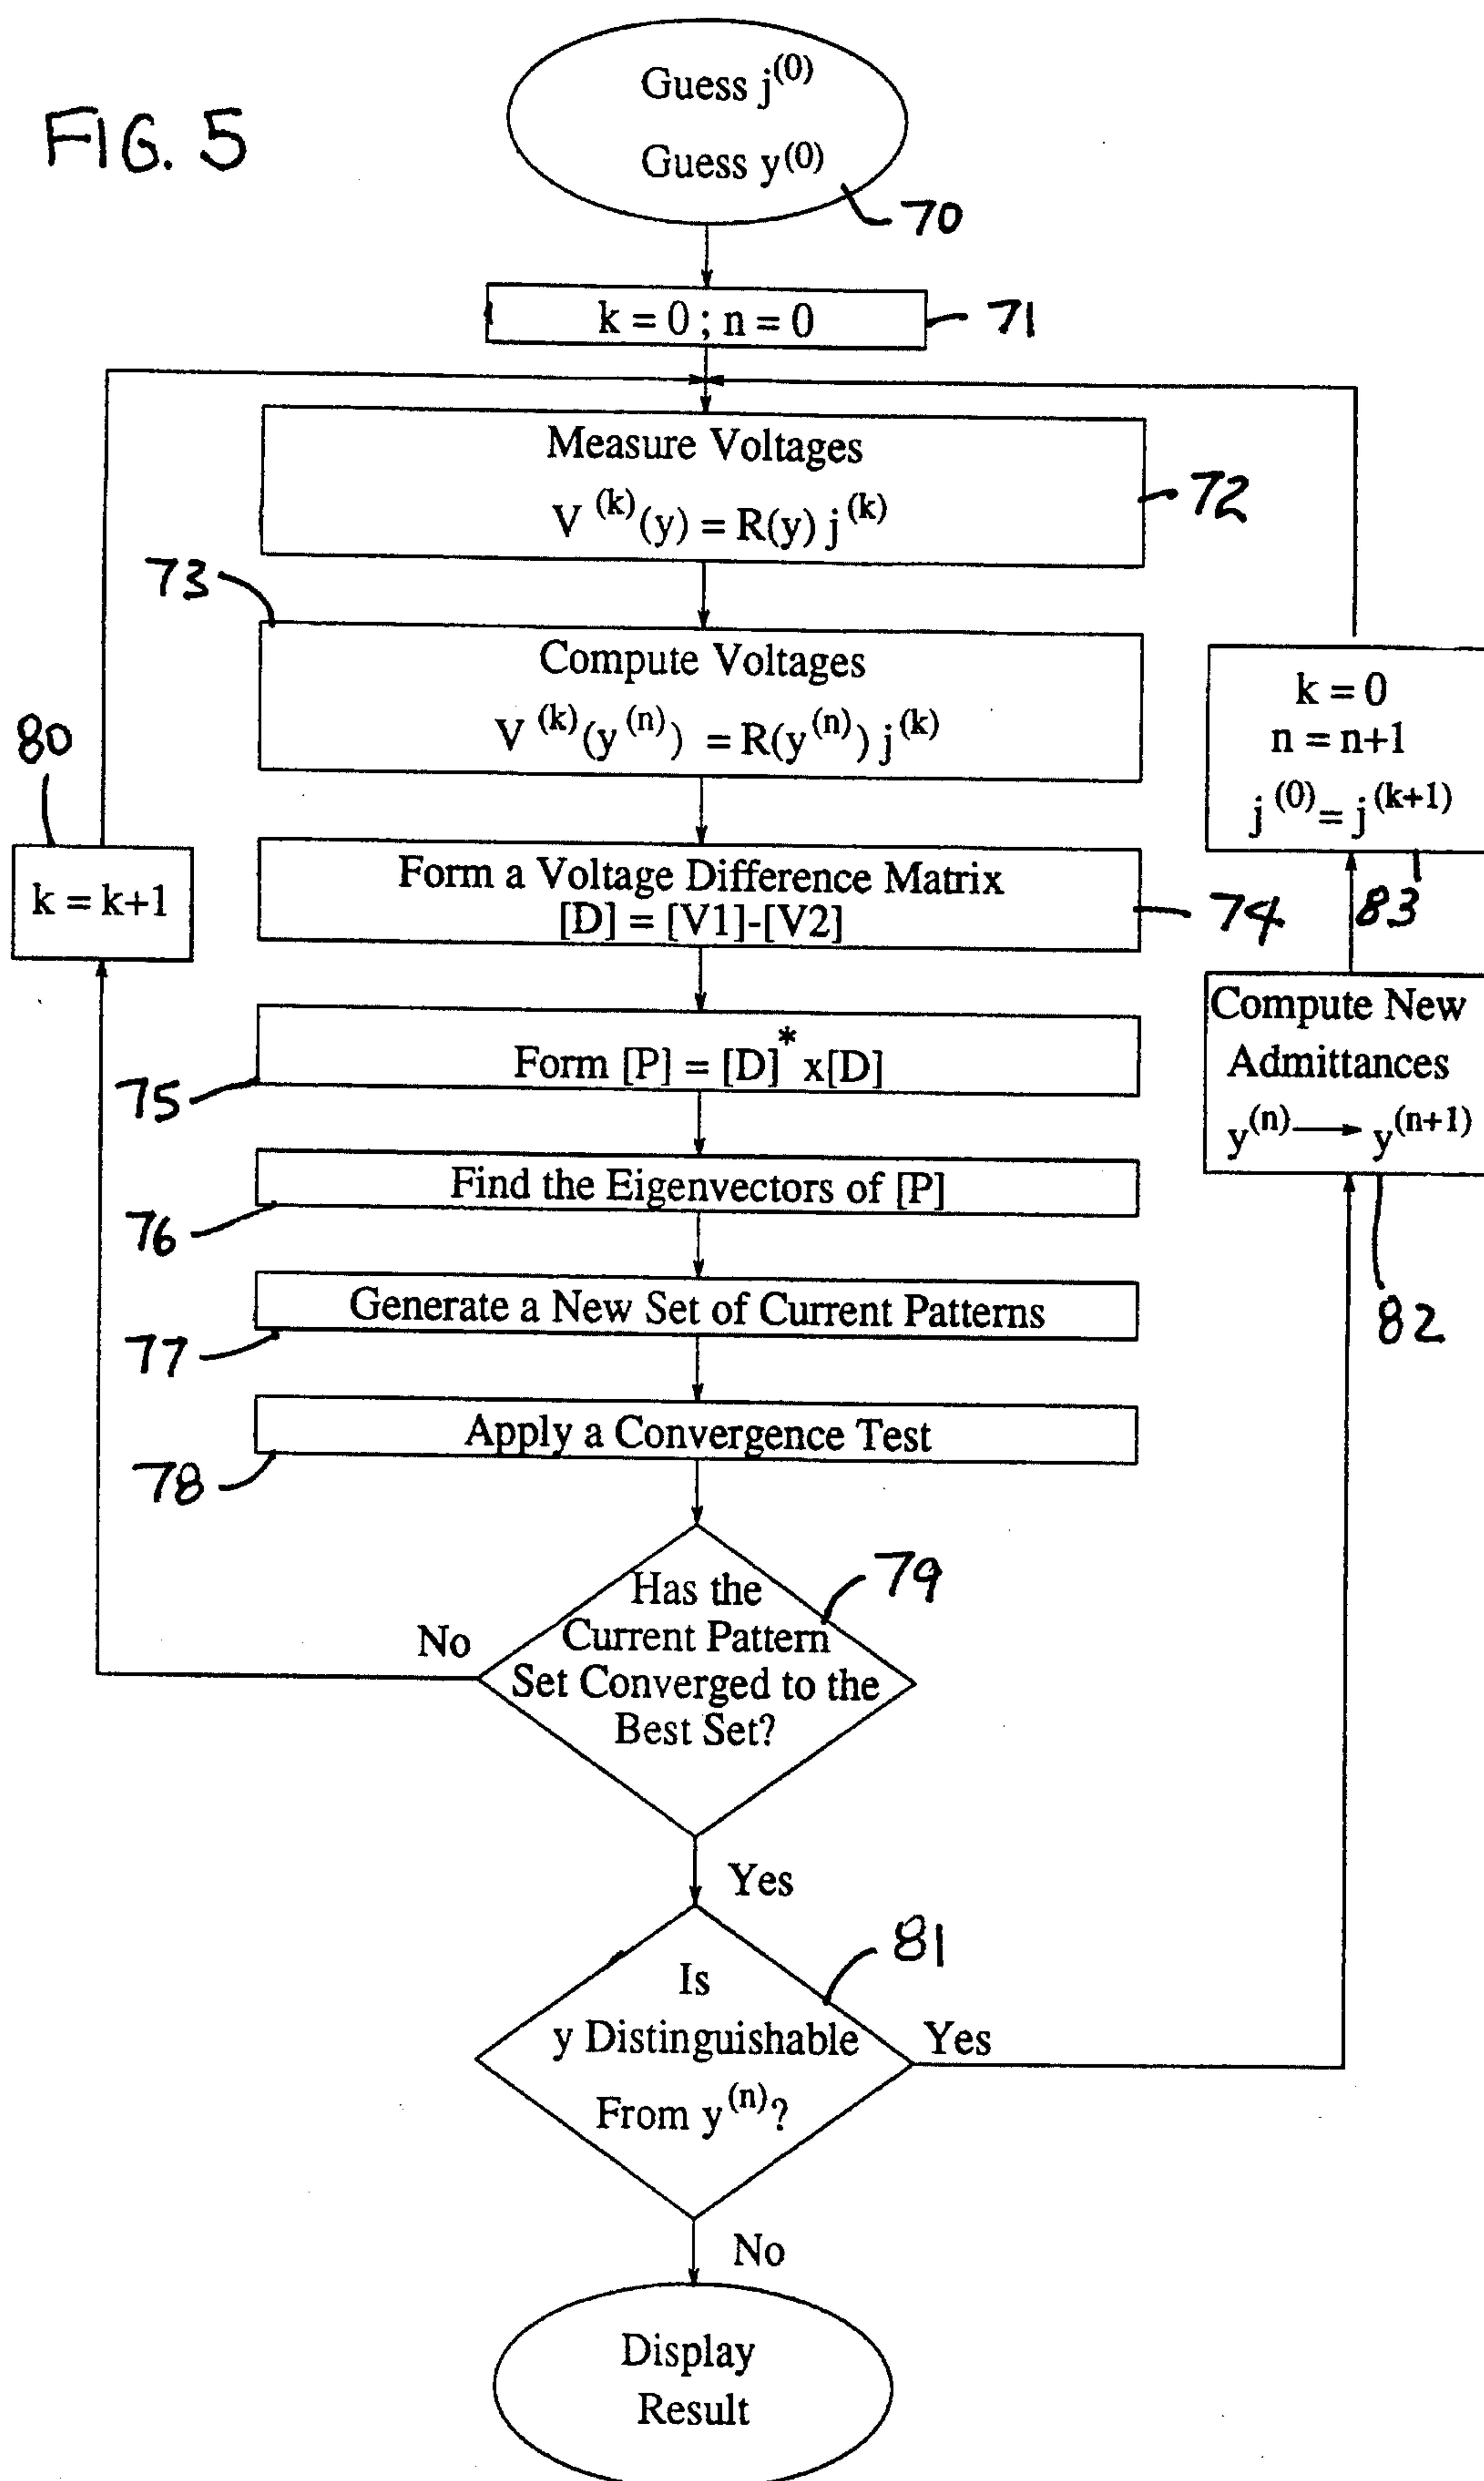 FIG. 5
Guess j(0)
Guess y(0)
70
k = 0 ; n = 0
71
Measure Voltages
V (k)(y) = R(y) j(k)
72
73
Compute Voltages
V (k)(y(n)) = R(y(n)) j(k)
k = 0
n = n+1
j (0) = j(k+1)
83
80
k = k+1
Form a Voltage Difference Matrix
[D] = [V1]-[V2]
74
Form [P] = [D]* x[D]
75
Compute New
Admittances
y(n) → y(n+1)
82
Find the Eigenvectors of [P]
76
Generate a New Set of Current Patterns
77
Apply a Convergence Test
78
Has the
Current Pattern
Set Converged to the
Best Set?
79
No
Yes
Is
y Distinguishable
From y(n)?
81
Yes
No
Display
Result